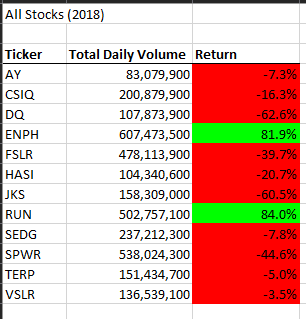 All Stocks (2018)
Ticker Total Daily Volume Return
AY 83,079,900 -7.3%
CSIQ 200,879,900 -16.3%
DQ 107,873,900 -62.6%
ENPH 607,473,500 81.9%
FSLR 478,113,900 -39.7%
HASI 104,340,600 -20.7%
JKS 158,309,000 -60.5%
RUN 502,757,100 84.0%
SEDG 237,212,300 -7.8%
SPWR 538,024,300 -44.6%
TERP 151,434,700 -5.0%
VSLR 136,539,100 -3.5%